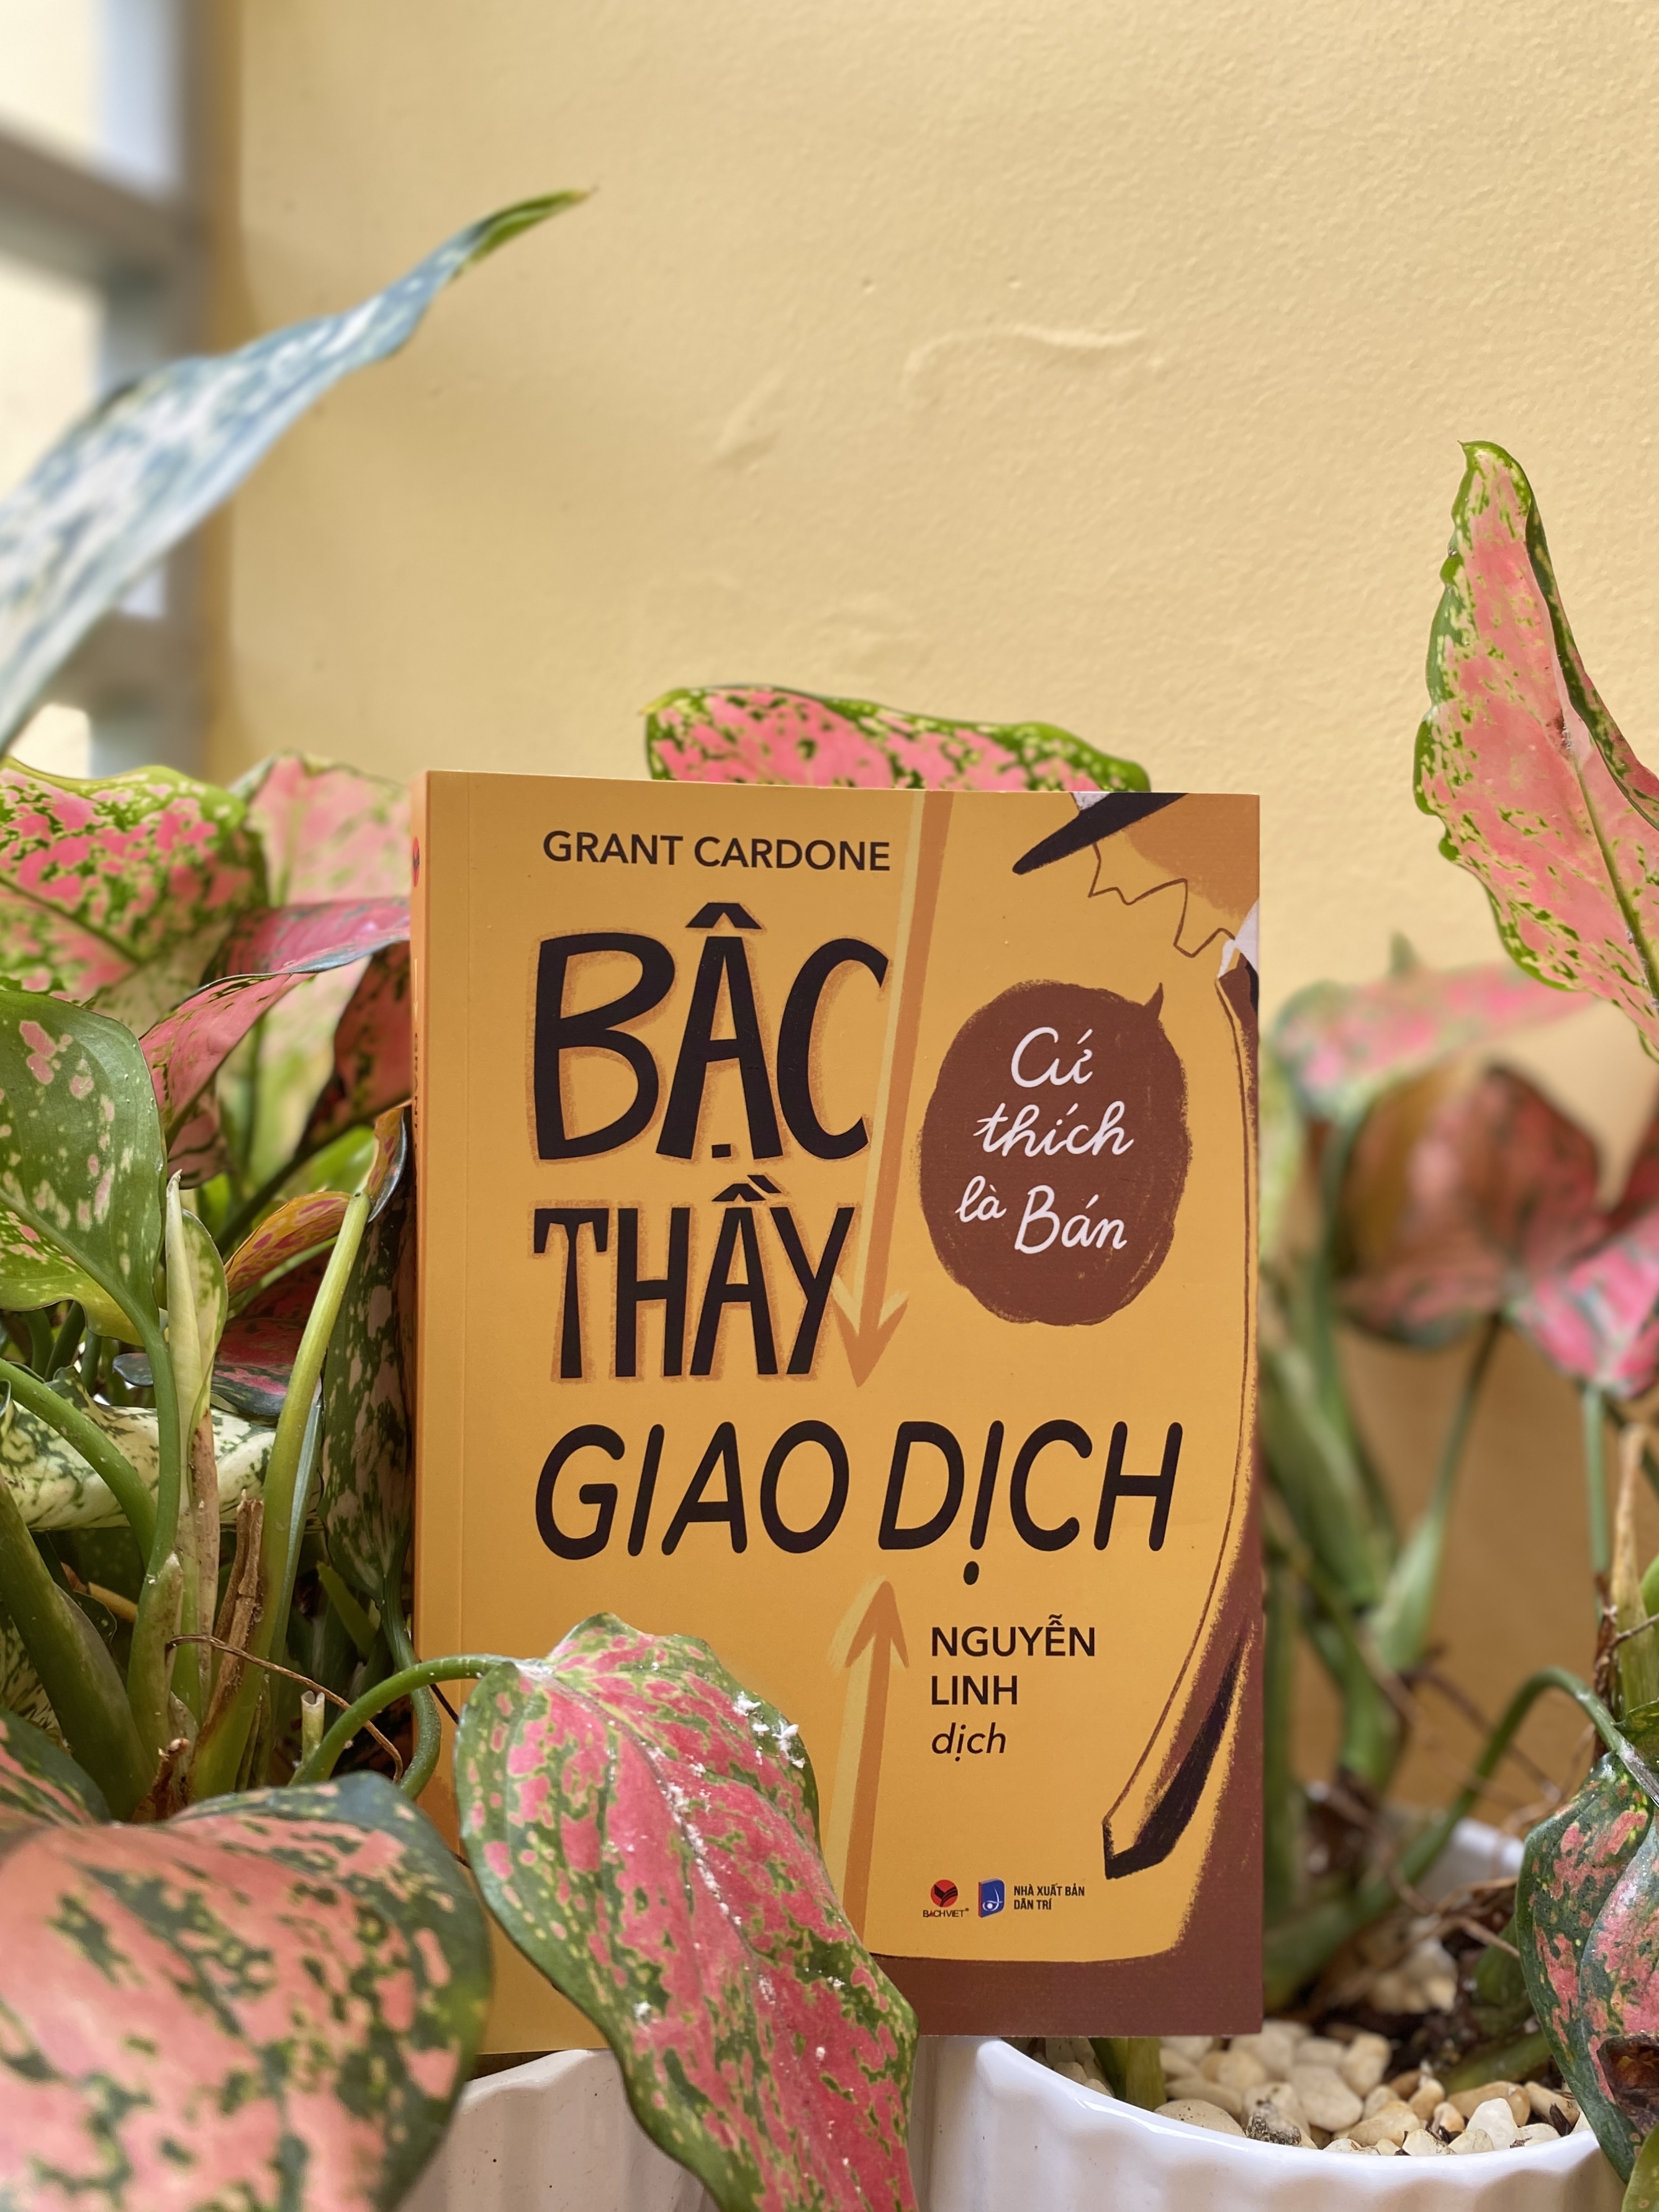 GRANT CARDONE
BẬC
THẦY
GIAO DỊCH
Cứ
thích
là Bán
NGUYỄN
LINH
dịch
BACHVIET®
NHÀ XUẤT BẢN
DÂN TRÍ